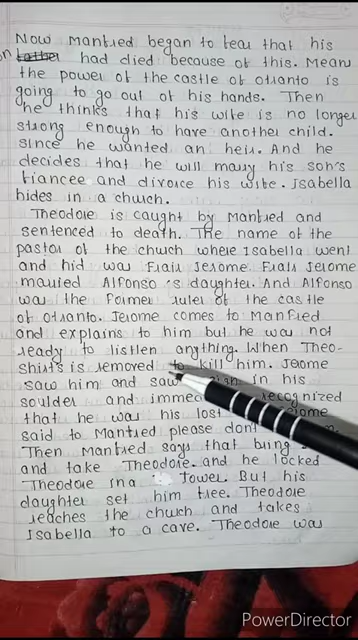 Now Manfred began to fear that his
on father had died because of this. Means
the power of the castle of otranto is
going to go out of his hands. Then
he thinks that his wife is no longer
strong enough to have another child.
since he wanted an heir. And he
decides that he will marry his son's
fiancee and divorce his wife. Isabella
hides in a church.
Theodore is caught by Manfred and
sentenced to death. The name of the
pastor of the church where Isabella went
and hid was Friar Jerome. Friar Jerome
married Alfonso's daughter. And Alfonso
was the former ruler of the castle
of otranto. Jerome comes to Manfred
and explains to him but he was not
ready to listen anything. When Theo-
shirts is removed to kill him. Jerome
saw him and saw in his
soulder and recognized
that he was his lost
said to Manfred please dont
Then Manfred says that bring
and take Theodore. and he locked
Theodore in a Tower. But his
daughter set him free. Theodore
reaches the church and takes
Isabella to a cave. Theodore was
PowerDirector